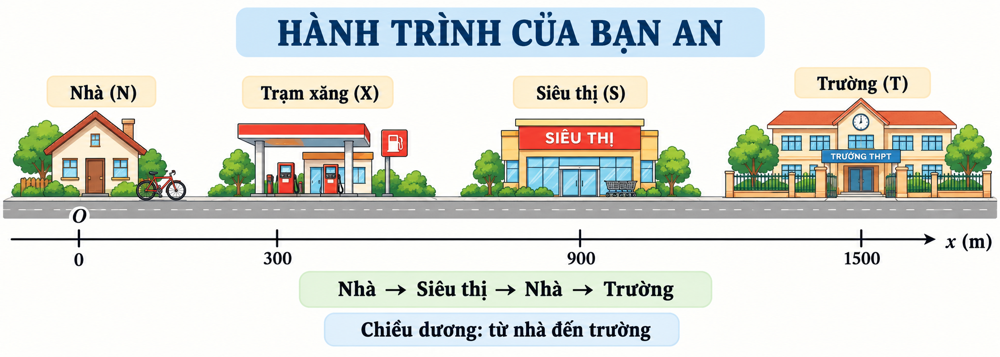 HÀNH TRÌNH CÜ̉A BẠN AN
Nhà (N)
Trạm xăng (X)
Siêu thị (S)
Trường (T)
SIÊU THỊ
TRƯỜNG THPT
O
0
300
900
1500
x (m)
Nhà → Siêu thị → Nhà → Trường
Chiều dương: từ nhà đến trường